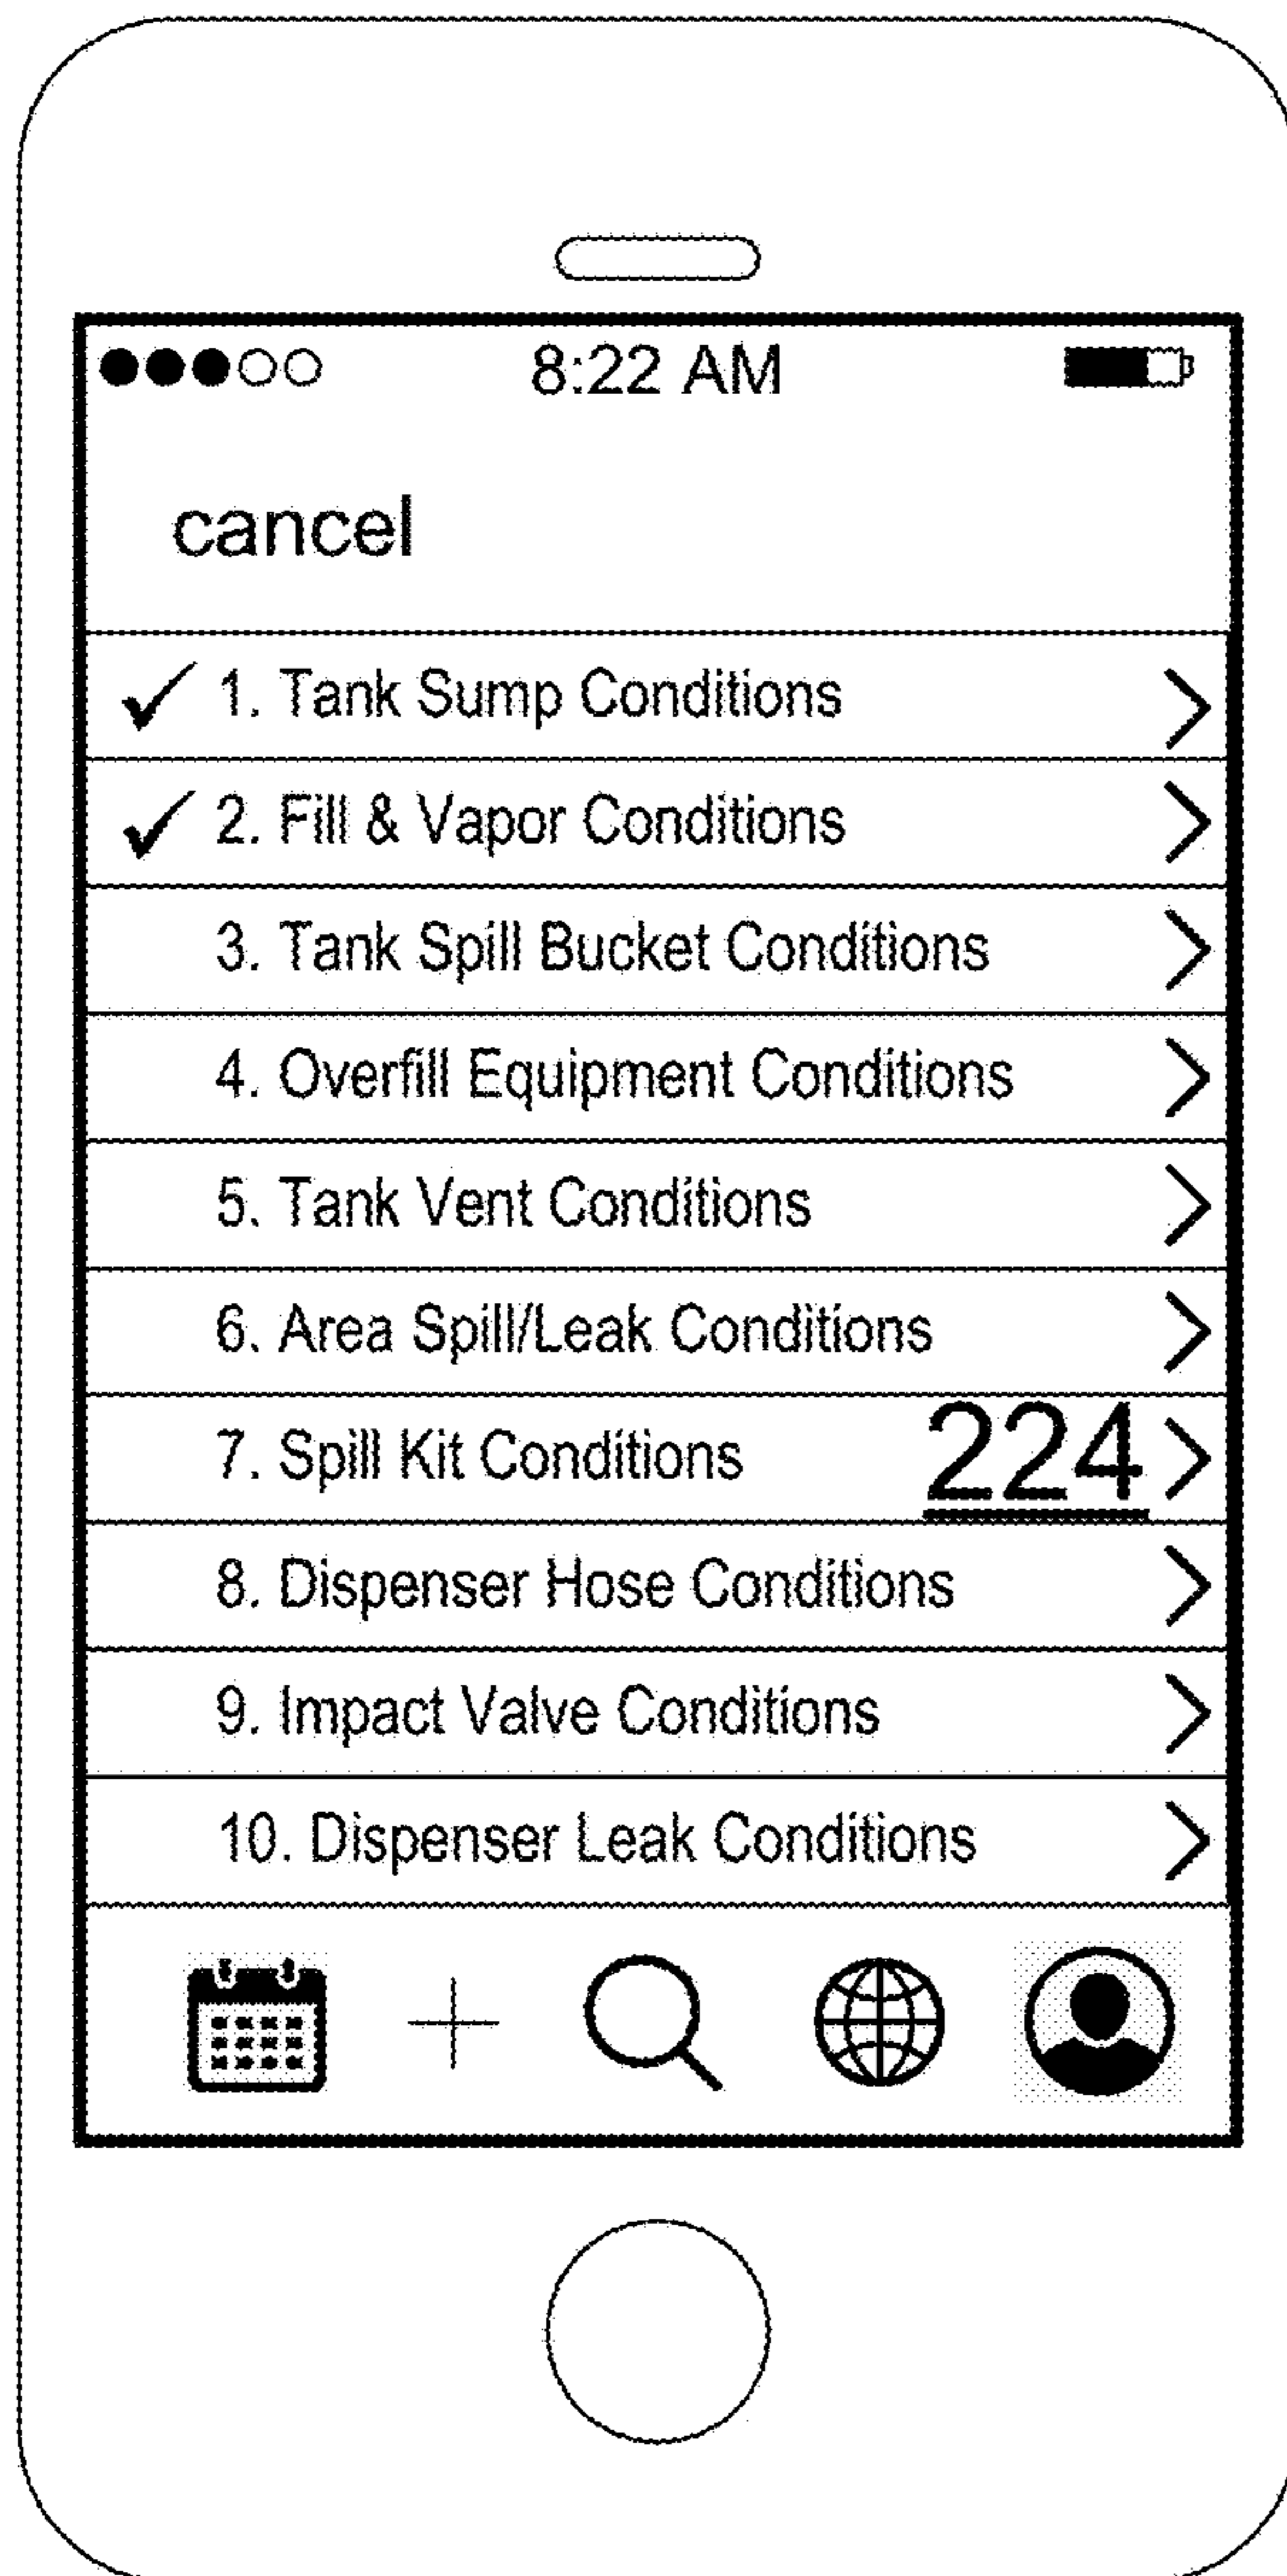 8:22 AM
cancel
1. Tank Sump Conditions
2. Fill & Vapor Conditions
3. Tank Spill Bucket Conditions
4. Overfill Equipment Conditions
5. Tank Vent Conditions
6. Area Spill/Leak Conditions
7. Spill Kit Conditions 224
8. Dispenser Hose Conditions
9. Impact Valve Conditions
10. Dispenser Leak Conditions